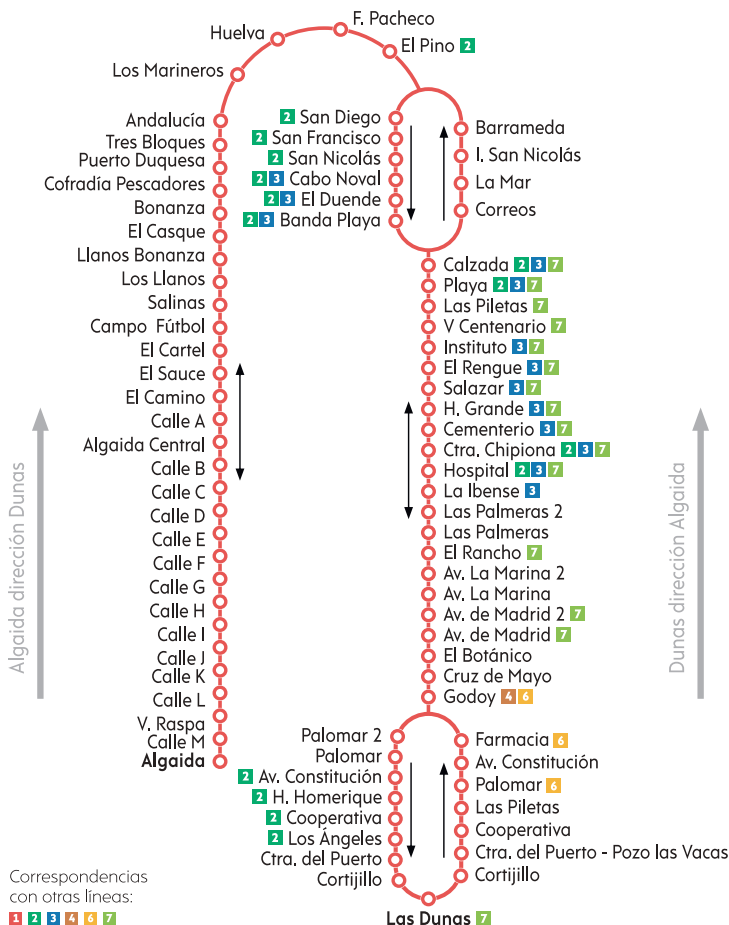 F. Pacheco
Huelva
El Pino 2
Los Marineros
Andalucía
Tres Bloques
Puerto Duquesa
Cofradía Pescadores
Bonanza
El Casque
Llanos Bonanza
Los Llanos
Salinas
Campo Fútbol
El Cartel
El Sauce
El Camino
Calle A
Algaida Central
Calle B
Calle C
Calle D
Calle E
Calle F
Calle G
Calle H
Calle I
Calle J
Calle K
Calle L
V. Raspa
Calle M
Algaida
Algaida dirección Dunas
2 San Diego
2 San Francisco
2 San Nicolás
2 3 Cabo Noval
2 3 El Duende
2 3 Banda Playa
Barrameda
I. San Nicolás
La Mar
Correos
Calzada 2 3 7
Playa 2 3 7
Las Piletas 7
V Centenario 7
Instituto 3 7
El Rengue 3 7
Salazar 3 7
H. Grande 3 7
Cementerio 3 7
Ctra. Chipiona 2 3 7
Hospital 2 3 7
La Ibense 3
Las Palmeras 2
Las Palmeras
El Rancho 7
Av. La Marina 2
Av. La Marina
Av. de Madrid 2 7
Av. de Madrid 7
El Botánico
Cruz de Mayo
Godoy 4 6
Dunas dirección Algaida
Palomar 2
Palomar
2 Av. Constitución
2 H. Homerique
2 Cooperativa
2 Los Ángeles
Ctra. del Puerto
Cortijillo
Farmacia 6
Av. Constitución
Palomar 6
Las Piletas
Cooperativa
Ctra. del Puerto - Pozo las Vacas
Cortijillo
Las Dunas 7
Correspondencias
con otras líneas:
1 2 3 4 6 7